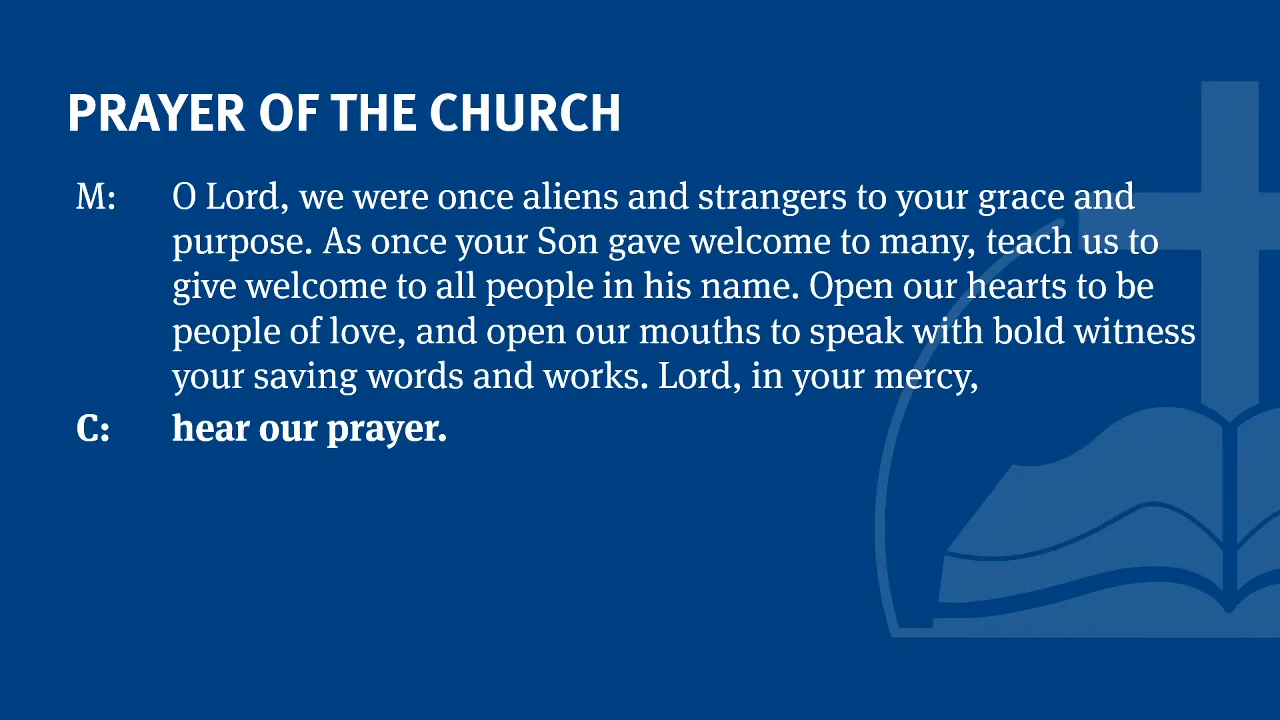 PRAYER OF THE CHURCH
M: O Lord, we were once aliens and strangers to your grace and
purpose. As once your Son gave welcome to many, teach us to
give welcome to all people in his name. Open our hearts to be
people of love, and open our mouths to speak with bold witness
your saving words and works. Lord, in your mercy,
C: hear our prayer.